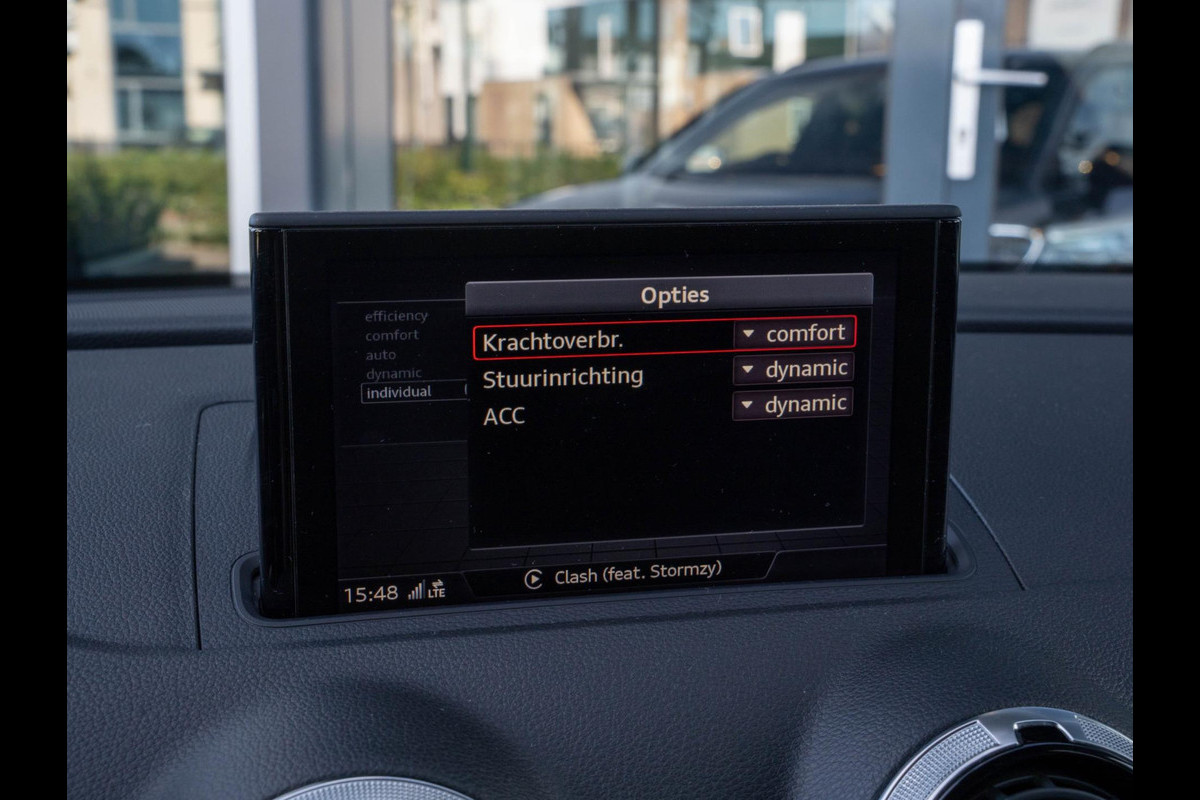 Opties
efficiency
comfort
auto
dynamic
individual
Krachtoverbr. comfort
Stuurinrichting dynamic
ACC dynamic
15:48 LTE
Clash (feat. Stormzy)